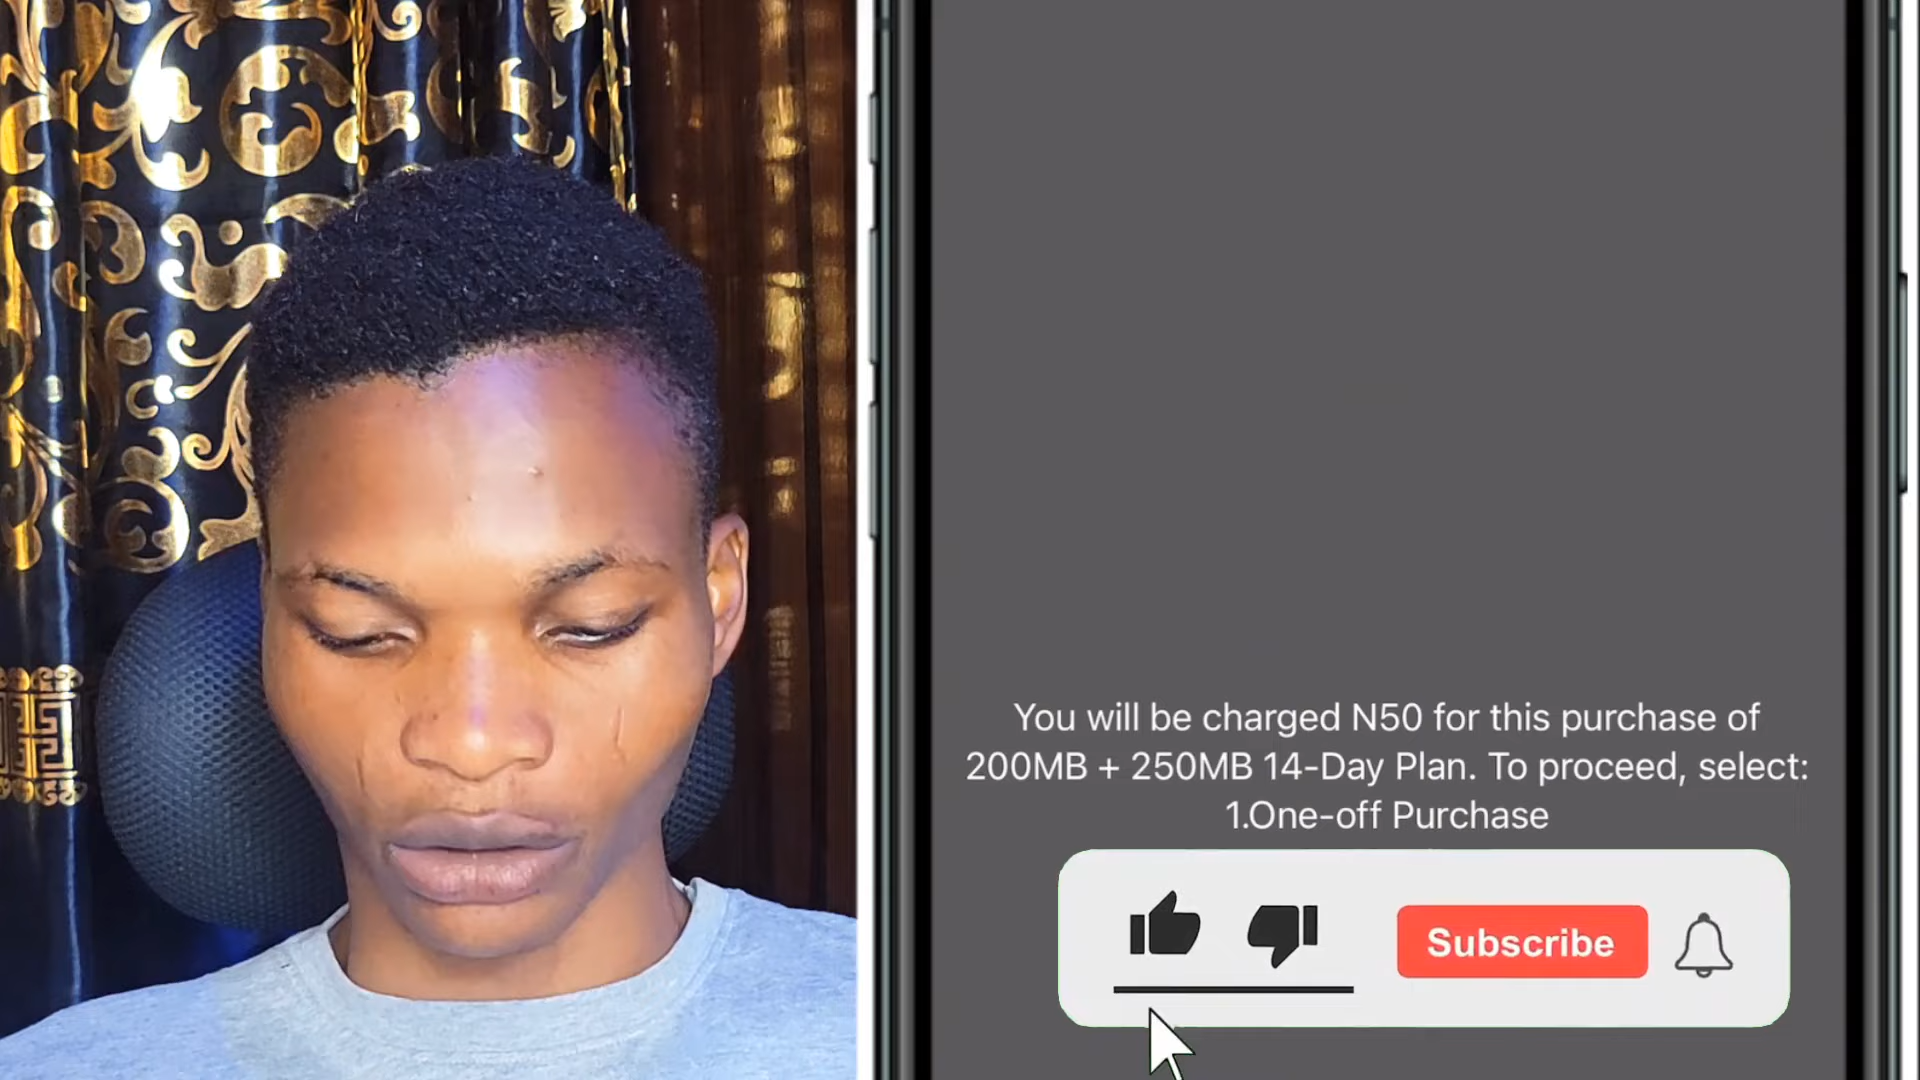 You will be charged N50 for this purchase of
200MB + 250MB 14-Day Plan. To proceed, select:
1.One-off Purchase
Subscribe